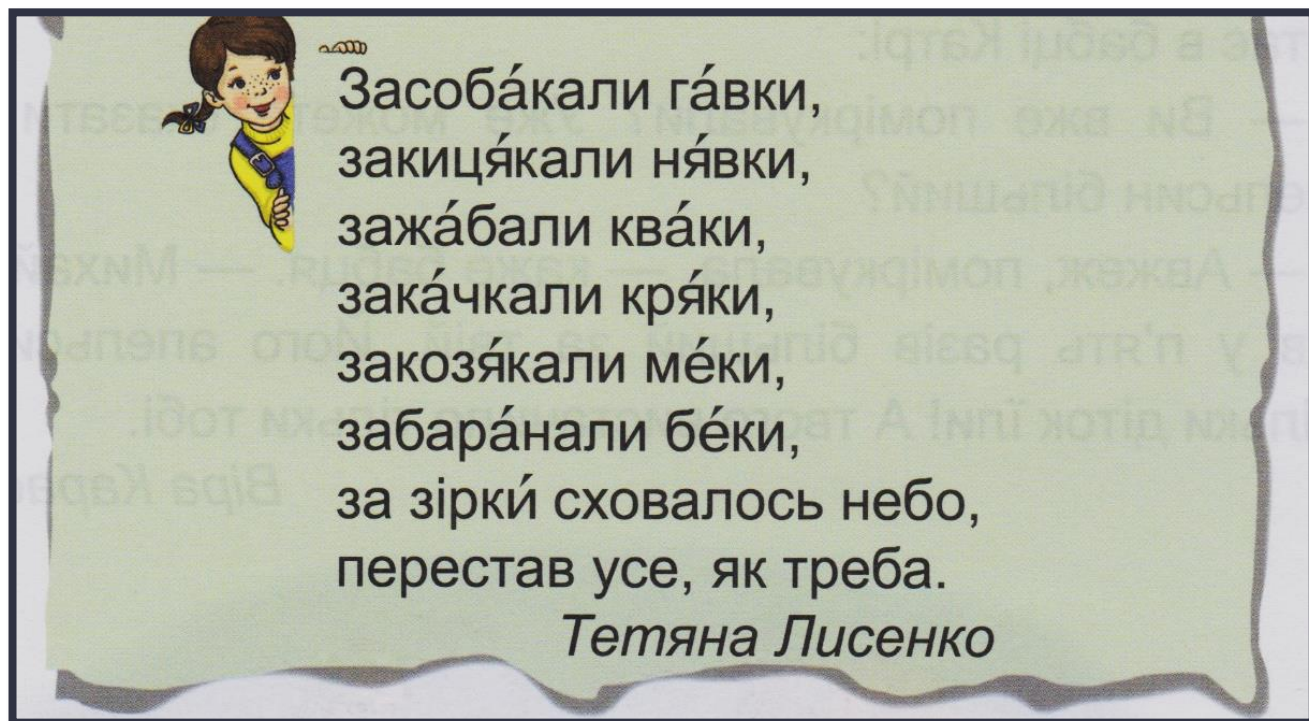 Засоба́кали га́вки,
закиця́кали ня́вки,
зажа́бали ква́ки,
зака́чкали кря́ки,
закозя́кали ме́ки,
забара́нали бе́ки,
за зірки́ сховалось небо,
перестав усе, як треба.
Тетяна Лисенко